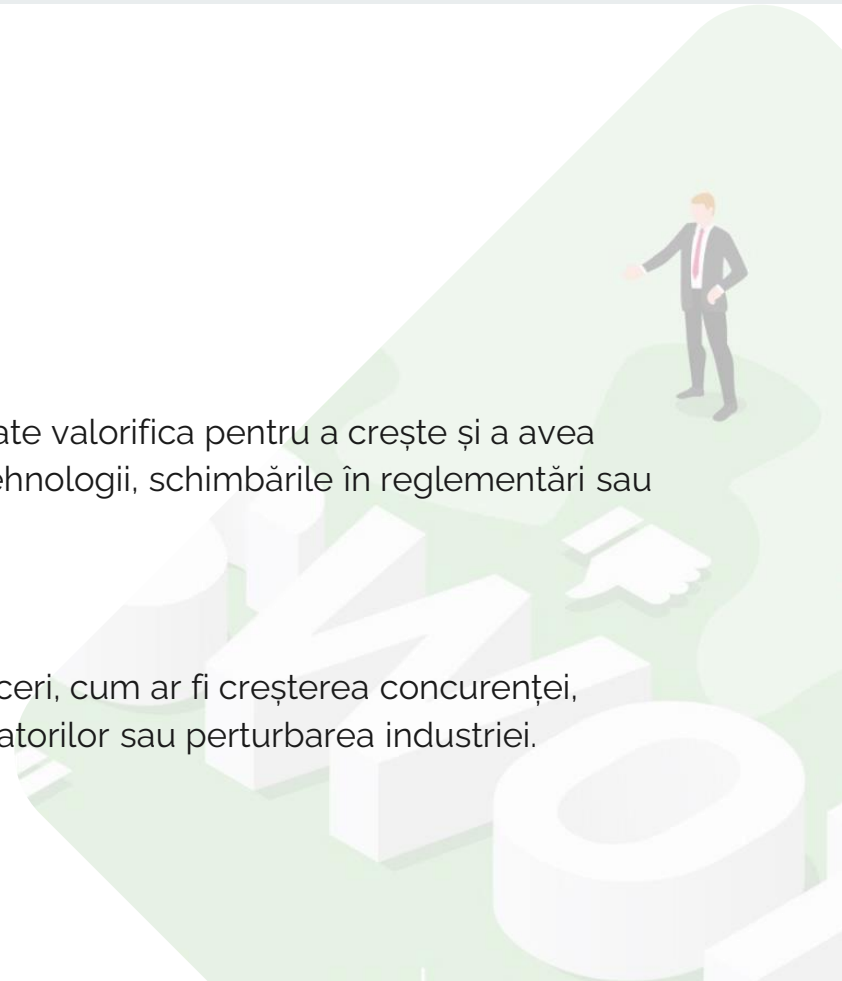 ate valorifica pentru a crește și a avea
ehnologii, schimbările în reglementări sau
ceri, cum ar fi creșterea concurenței,
atorilor sau perturbarea industriei.